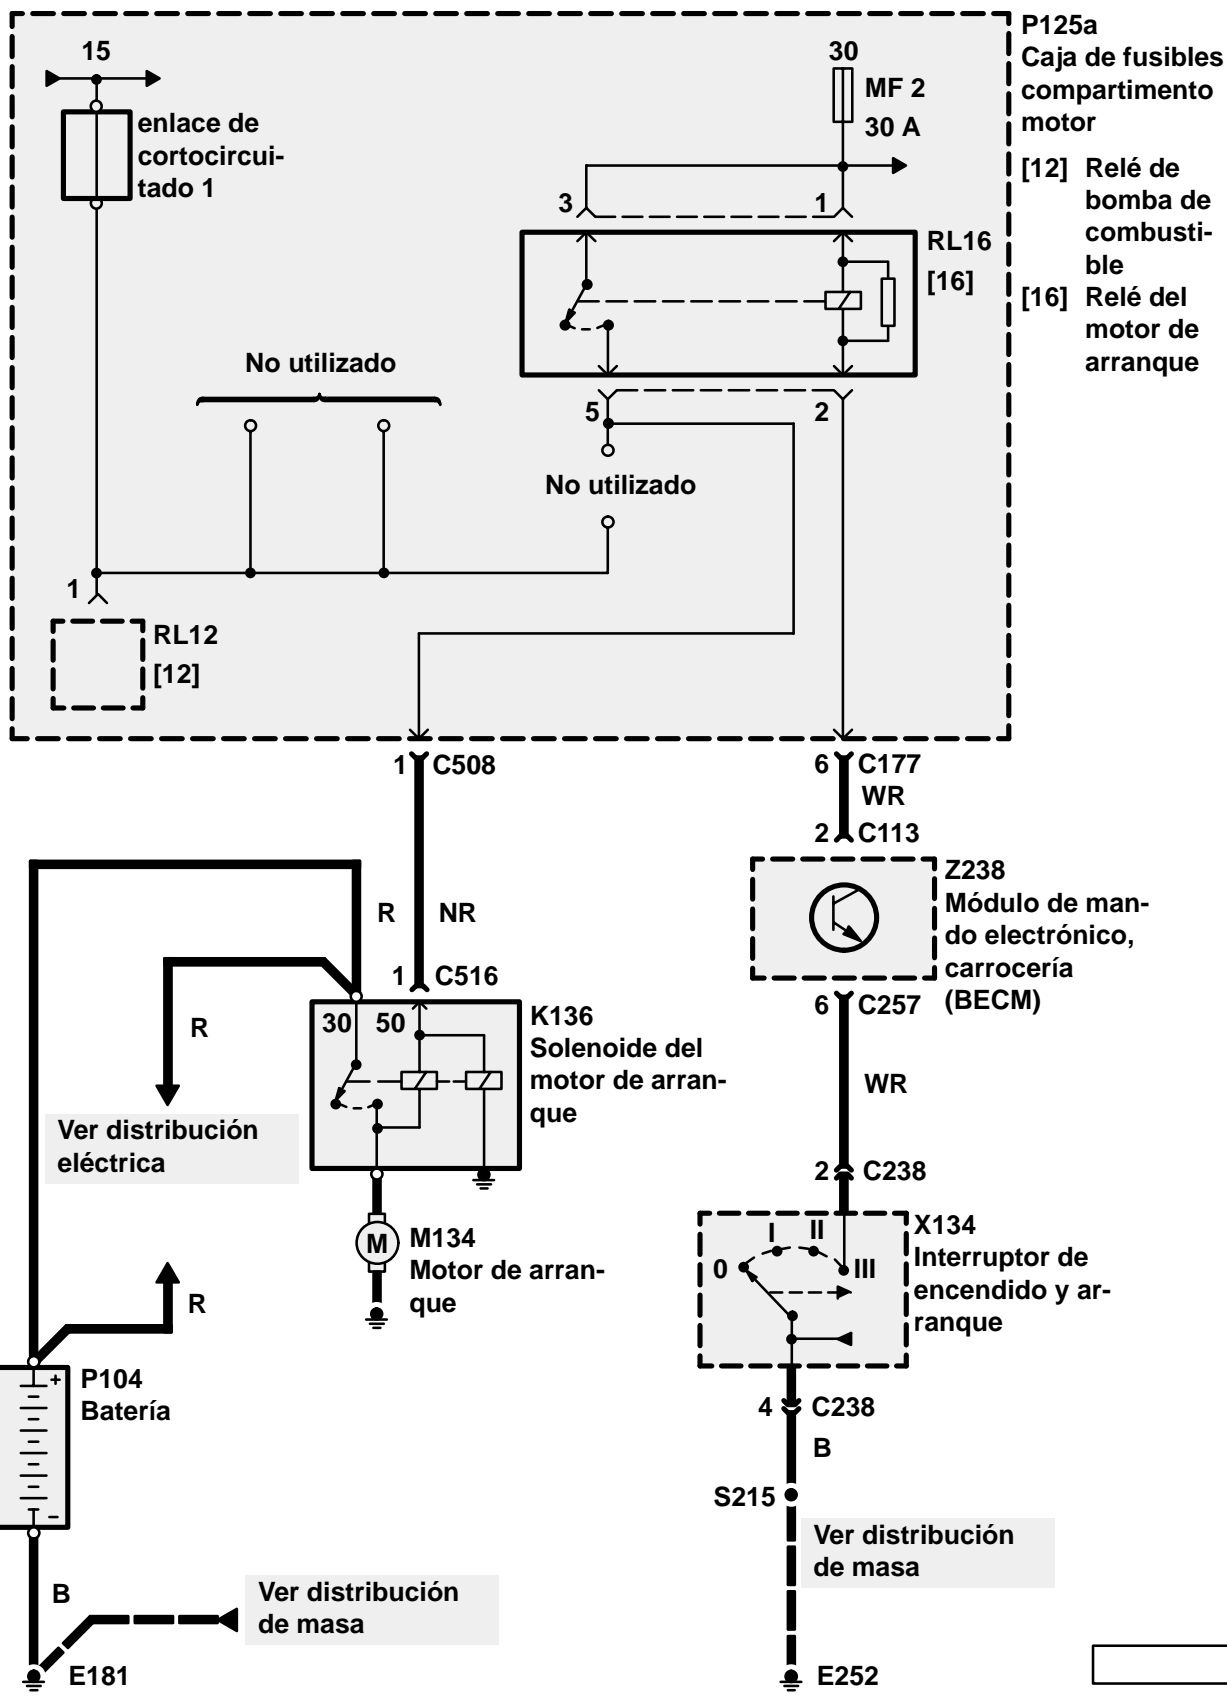 P125a
Caja de fusibles
compartimento
motor
[12] Relé de
bomba de
combusti-
ble
[16] Relé del
motor de
arranque
15
30
MF 2
30 A
enlace de
cortocircui-
tado 1
3
1
RL16
[16]
No utilizado
5
2
No utilizado
1
RL12
[12]
1 C508
6 C177
WR
2 C113
Z238
Módulo de man-
do electrónico,
carrocería
(BECM)
R
NR
1 C516
6 C257
R
30
50
K136
Solenoide del
motor de arran-
que
WR
Ver distribución
eléctrica
2 C238
M
M134
Motor de arran-
que
R
0
I
II
III
X134
Interruptor de
encendido y ar-
ranque
+
P104
Batería
−
4 C238
B
S215
Ver distribución
de masa
B
Ver distribución
de masa
E181
E252